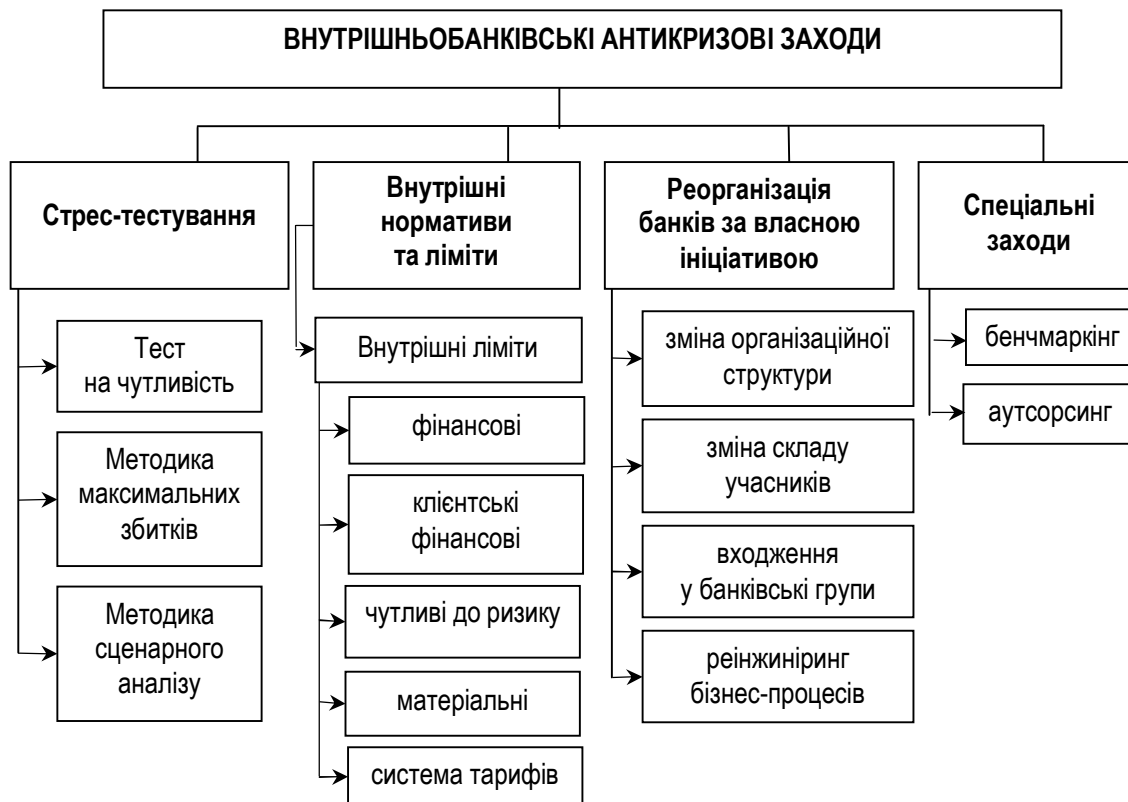 ВНУТРІШНЬОБАНКІВСЬКІ АНТИКРИЗОВІ ЗАХОДИ
Стрес-тестування
Тест
на чутливість
Методика
максимальних
збитків
Методика
сценарного
аналізу
Внутрішні
нормативи
та ліміти
Внутрішні ліміти
фінансові
клієнтські
фінансові
чутливі до ризику
матеріальні
система тарифів
Реорганізація
банків за власною
ініціативою
зміна організаційної
структури
зміна складу
учасників
входження
у банківські групи
реінжиніринг
бізнес-процесів
Спеціальні
заходи
бенчмаркінг
аутсорсинг